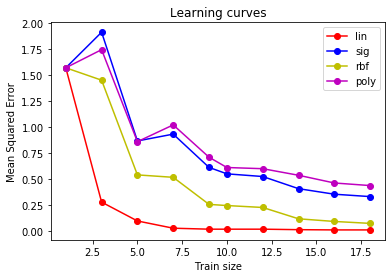 Learning curves
lin
sig
rbf
poly
Mean Squared Error
2.00
1.75
1.50
1.25
1.00
0.75
0.50
0.25
0.00
2.5
5.0
7.5
10.0
12.5
15.0
17.5
Train size